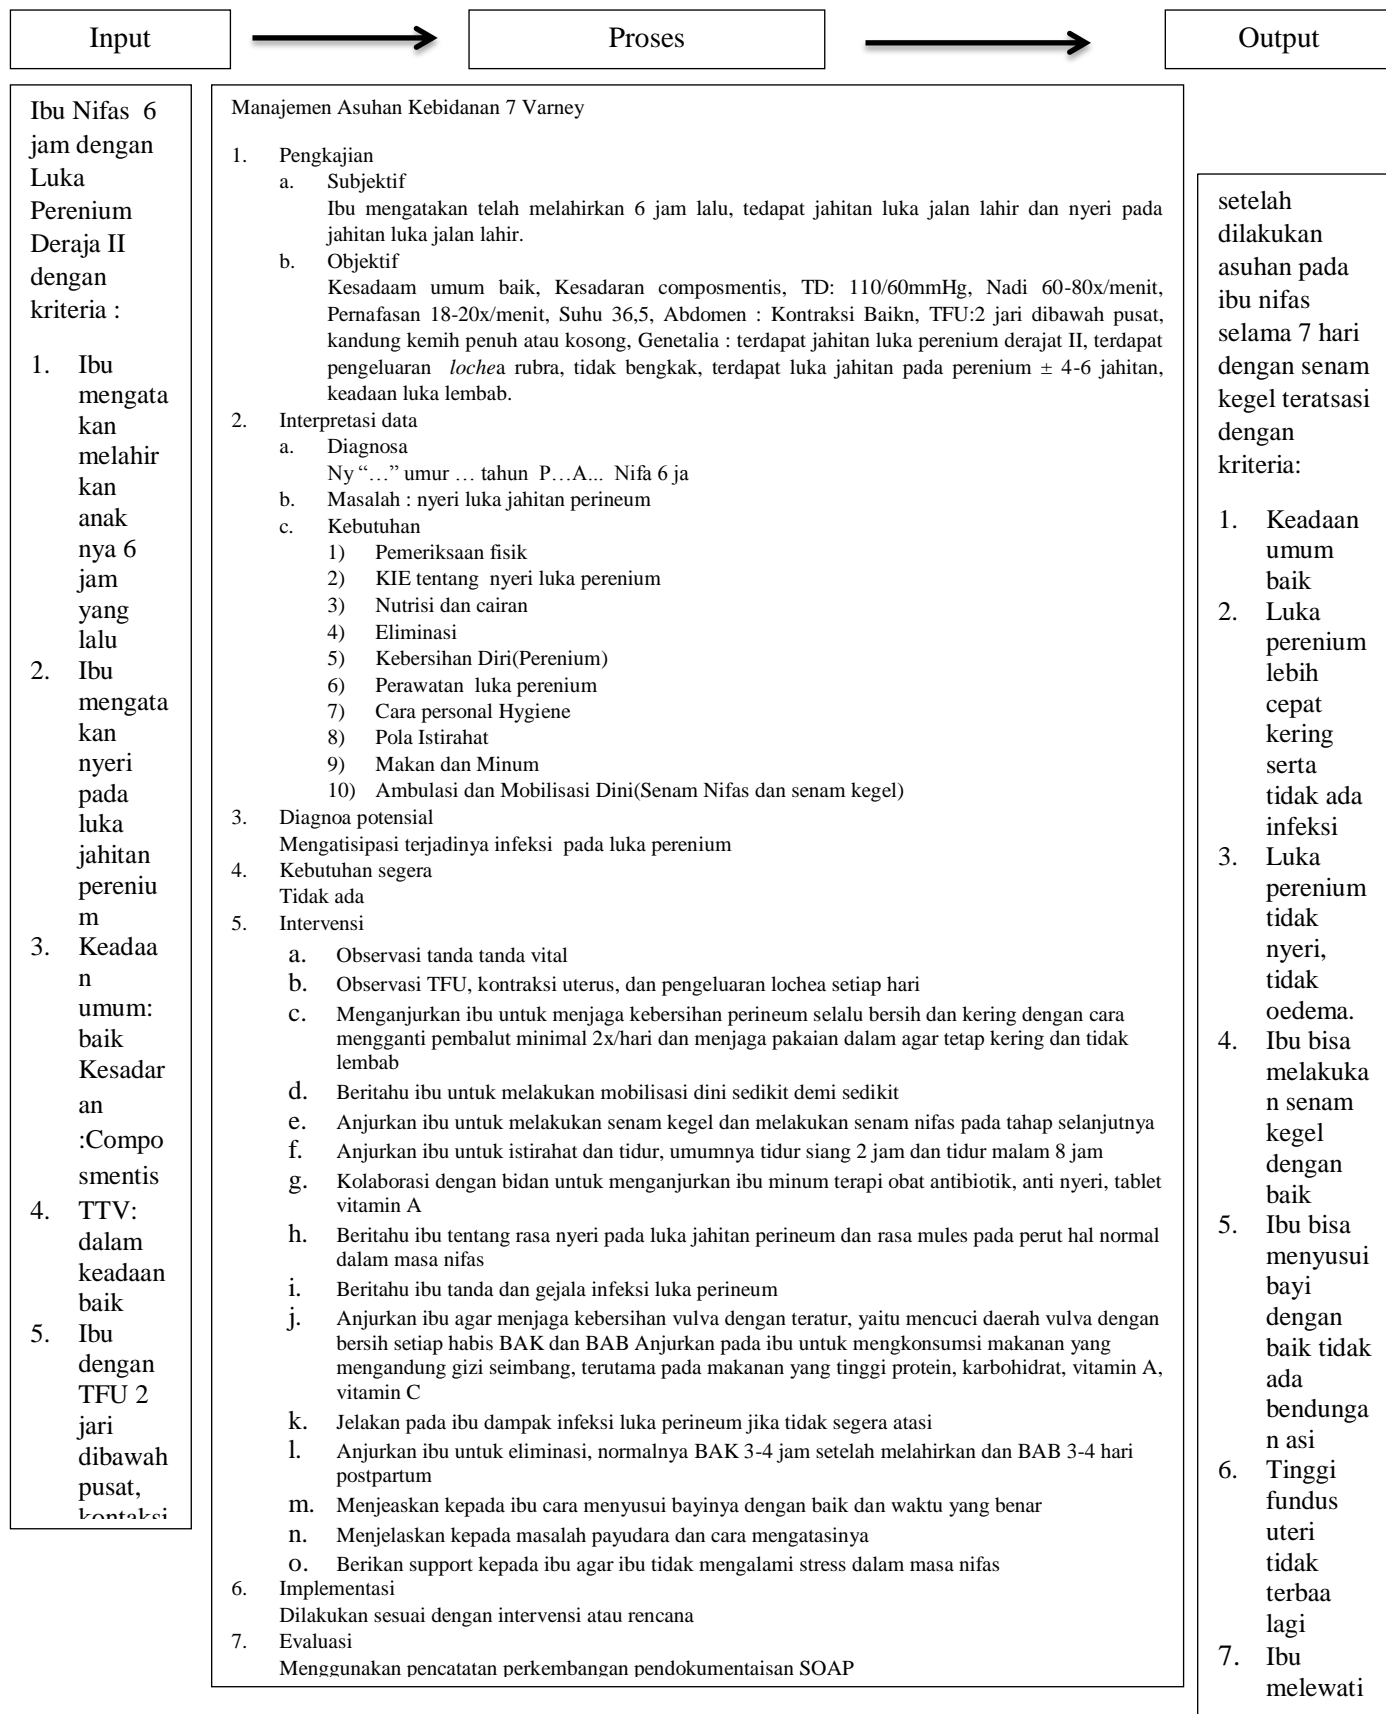 Input
Proses
Output
Ibu Nifas 6
jam dengan
Luka
Perenium
Deraja II
dengan
kriteria :
1. Ibu
mengata
kan
melahir
kan
anak
nya 6
jam
yang
lalu
2. Ibu
mengata
kan
nyeri
pada
luka
jahitan
pereniu
m
3. Keadaa
n
umum:
baik
Kesadar
an
:Compo
smentis
4. TTV:
dalam
keadaan
baik
5. Ibu
dengan
TFU 2
jari
dibawah
pusat,
kontaksi
Manajemen Asuhan Kebidanan 7 Varney
1. Pengkajian
a. Subjektif
Ibu mengatakan telah melahirkan 6 jam lalu, tedapat jahitan luka jalan lahir dan nyeri pada
jahitan luka jalan lahir.
b. Objektif
Kesadaam umum baik, Kesadaran composmentis, TD: 110/60mmHg, Nadi 60-80x/menit,
Pernafasan 18-20x/menit, Suhu 36,5, Abdomen : Kontraksi Baikn, TFU:2 jari dibawah pusat,
kandung kemih penuh atau kosong, Genetalia : terdapat jahitan luka perenium derajat II, terdapat
pengeluaran lochea rubra, tidak bengkak, terdapat luka jahitan pada perenium ± 4-6 jahitan,
keadaan luka lembab.
2. Interpretasi data
a. Diagnosa
Ny “…” umur … tahun P…A... Nifa 6 ja
b. Masalah : nyeri luka jahitan perineum
c. Kebutuhan
1) Pemeriksaan fisik
2) KIE tentang nyeri luka perenium
3) Nutrisi dan cairan
4) Eliminasi
5) Kebersihan Diri(Perenium)
6) Perawatan luka perenium
7) Cara personal Hygiene
8) Pola Istirahat
9) Makan dan Minum
10) Ambulasi dan Mobilisasi Dini(Senam Nifas dan senam kegel)
3. Diagnoa potensial
Mengatisipasi terjadinya infeksi pada luka perenium
4. Kebutuhan segera
Tidak ada
5. Intervensi
a. Observasi tanda tanda vital
b. Observasi TFU, kontraksi uterus, dan pengeluaran lochea setiap hari
c. Menganjurkan ibu untuk menjaga kebersihan perineum selalu bersih dan kering dengan cara
mengganti pembalut minimal 2x/hari dan menjaga pakaian dalam agar tetap kering dan tidak
lembab
d. Beritahu ibu untuk melakukan mobilisasi dini sedikit demi sedikit
e. Anjurkan ibu untuk melakukan senam kegel dan melakukan senam nifas pada tahap selanjutnya
f. Anjurkan ibu untuk istirahat dan tidur, umumnya tidur siang 2 jam dan tidur malam 8 jam
g. Kolaborasi dengan bidan untuk menganjurkan ibu minum terapi obat antibiotik, anti nyeri, tablet
vitamin A
h. Beritahu ibu tentang rasa nyeri pada luka jahitan perineum dan rasa mules pada perut hal normal
dalam masa nifas
i. Beritahu ibu tanda dan gejala infeksi luka perineum
j. Anjurkan ibu agar menjaga kebersihan vulva dengan teratur, yaitu mencuci daerah vulva dengan
bersih setiap habis BAK dan BAB Anjurkan pada ibu untuk mengkonsumsi makanan yang
mengandung gizi seimbang, terutama pada makanan yang tinggi protein, karbohidrat, vitamin A,
vitamin C
k. Jelakan pada ibu dampak infeksi luka perineum jika tidak segera atasi
l. Anjurkan ibu untuk eliminasi, normalnya BAK 3-4 jam setelah melahirkan dan BAB 3-4 hari
postpartum
m. Menjeaskan kepada ibu cara menyusui bayinya dengan baik dan waktu yang benar
n. Menjelaskan kepada masalah payudara dan cara mengatasinya
o. Berikan support kepada ibu agar ibu tidak mengalami stress dalam masa nifas
6. Implementasi
Dilakukan sesuai dengan intervensi atau rencana
7. Evaluasi
Menggunakan pencatatan perkembangan pendokumentaisan SOAP
setelah
dilakukan
asuhan pada
ibu nifas
selama 7 hari
dengan senam
kegel teratsasi
dengan
kriteria:
1. Keadaan
umum
baik
2. Luka
perenium
lebih
cepat
kering
serta
tidak ada
infeksi
3. Luka
perenium
tidak
nyeri,
tidak
oedema.
4. Ibu bisa
melakuka
n senam
kegel
dengan
baik
5. Ibu bisa
menyusui
bayi
dengan
baik tidak
ada
bendunga
n asi
6. Tinggi
fundus
uteri
tidak
terbaa
lagi
7. Ibu
melewati